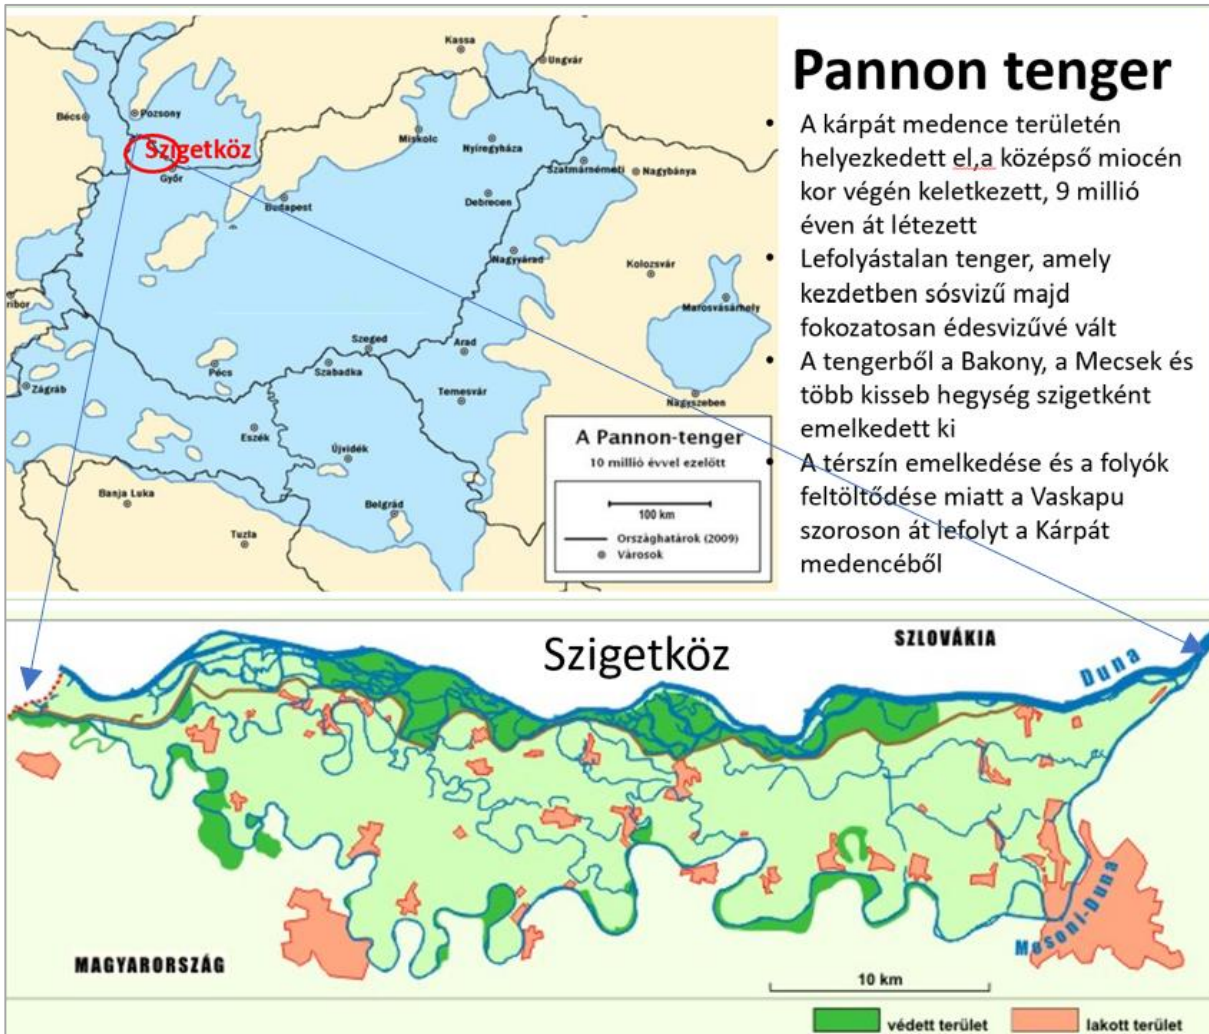 Pannon tenger
• A kárpát medence területén
helyezkedett el,a középső miocén
kor végén keletkezett, 9 millió
éven át létezett
• Lefolyástalan tenger, amely
kezdetben sósvizű majd
fokozatosan édesvizűvé vált
• A tengerből a Bakony, a Mecsek és
több kisseb hegység szigetként
emelkedett ki
• A térszín emelkedése és a folyók
feltöltődése miatt a Vaskapu
szoroson át lefolyt a Kárpát
medencéből
Kassa
Ungvár
Bécs
Pozsony
Szigetköz
Győr
Miskolc
Nyíregyháza
Szatmárnémeti
Nagybánya
Budapest
Debrecen
Nagyvárad
Kolozsvár
Marosvásárhely
ribor
Szeged
Arad
Pécs
Szabadka
Zágráb
Temesvár
Nagyszeben
Eszék
Újvidék
Banja Luka
Belgrád
Tuzla
A Pannon-tenger
10 millió évvel ezelőtt
100 km
Országhatárok (2009)
Városok
Szigetköz
SZLOVÁKIA
Duna
Mosoni-Duna
MAGYARORSZÁG
10 km
védett terület
lakott terület